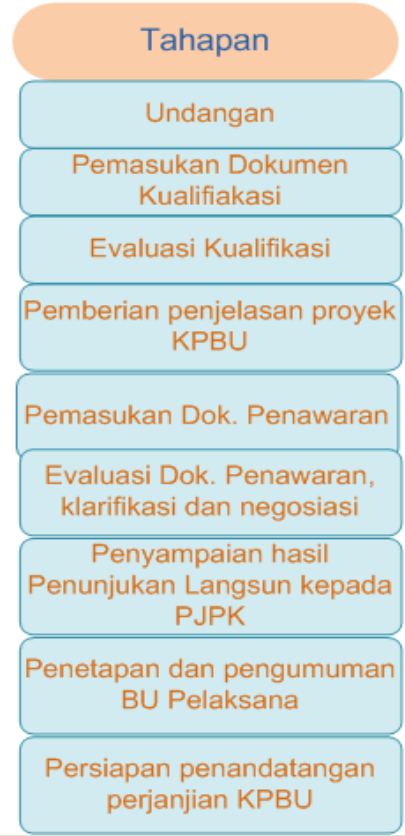 Tahapan
Undangan
Pemasukan Dokumen
Kualifiakasi
Evaluasi Kualifikasi
Pemberian penjelasan proyek
KPBU
Pemasukan Dok. Penawaran
Evaluasi Dok. Penawaran,
klarifikasi dan negosiasi
Penyampaian hasil
Penunjukan Langsun kepada
PJPK
Penetapan dan pengumuman
BU Pelaksana
Persiapan penandatangan
perjanjian KPBU